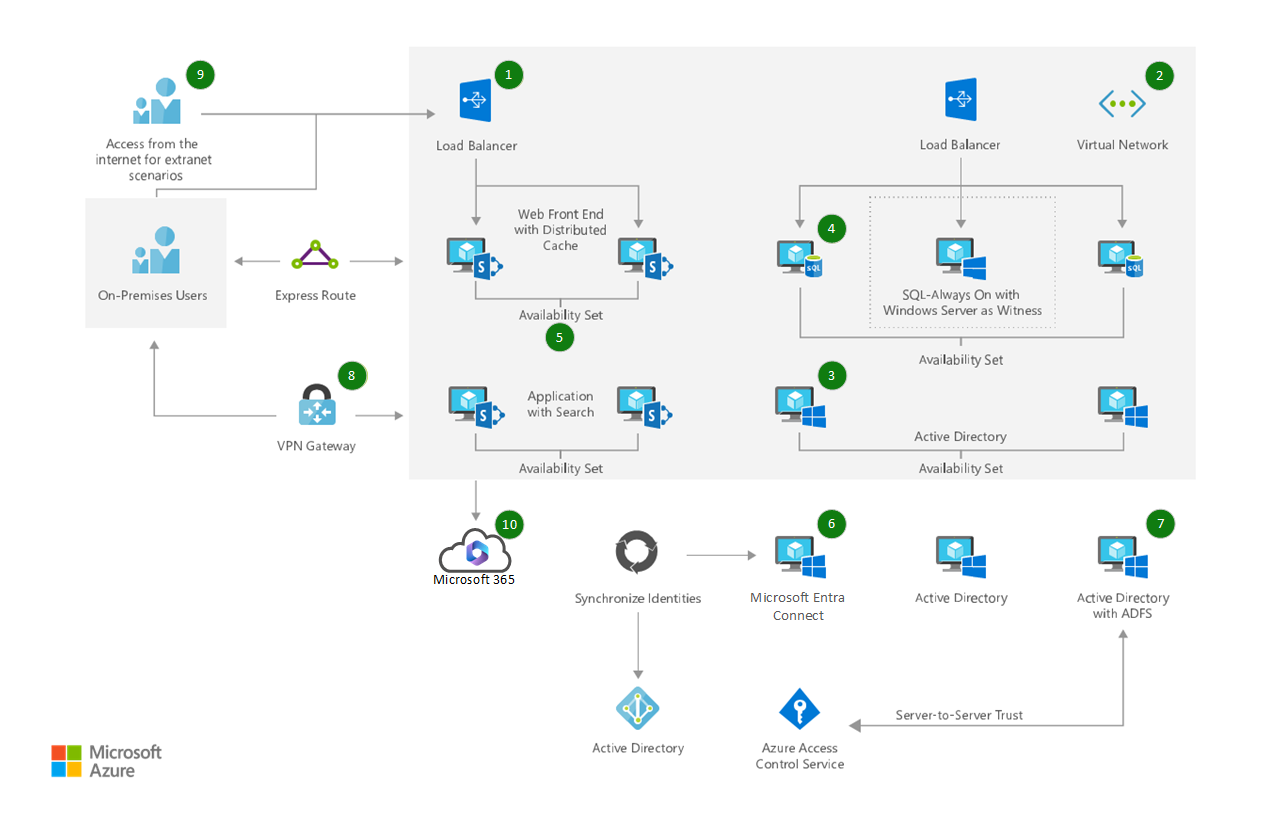 9
Access from the
internet for extranet
scenarios
1
Load Balancer
Load Balancer
2
Virtual Network
Web Front End
with Distributed
Cache
S
S
4
SQL
SQL
SQL-Always On with
Windows Server as Witness
On-Premises Users
Express Route
Availability Set
5
Availability Set
8
VPN Gateway
S
Application
with Search
S
Availability Set
3
Active Directory
Availability Set
10
Microsoft 365
Synchronize Identities
6
Microsoft Entra
Connect
Active Directory
7
Active Directory
with ADFS
Active Directory
Azure Access
Control Service
Server-to-Server Trust
Microsoft
Azure